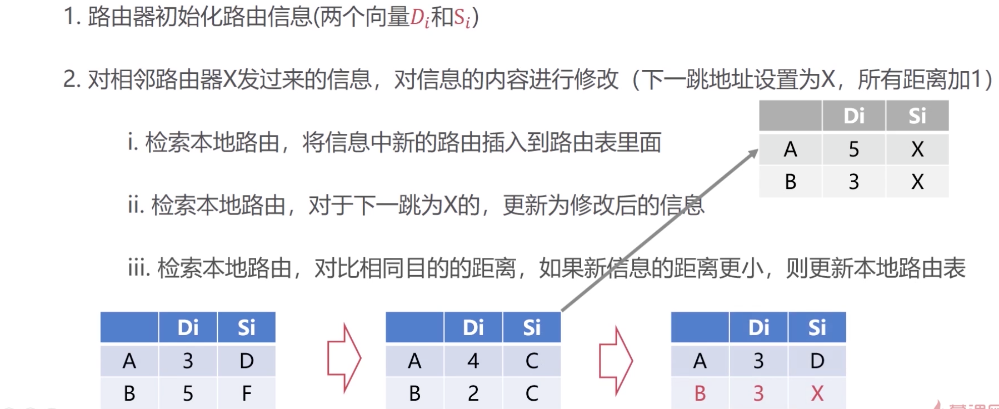 1. 路由器初始化路由信息(两个向量Di和Si)
2. 对相邻路由器X发过来的信息，对信息的内容进行修改（下一跳地址设置为X，所有距离加1）
Di Si
A 5 X
B 3 X
i. 检索本地路由，将信息中新的路由插入到路由表里面
ii. 检索本地路由，对于下一跳为X的，更新为修改后的信息
iii. 检索本地路由，对比相同目的的距离，如果新信息的距离更小，则更新本地路由表
Di Si
A 3 D
B 5 F
Di Si
A 4 C
B 2 C
Di Si
A 3 D
B 3 X